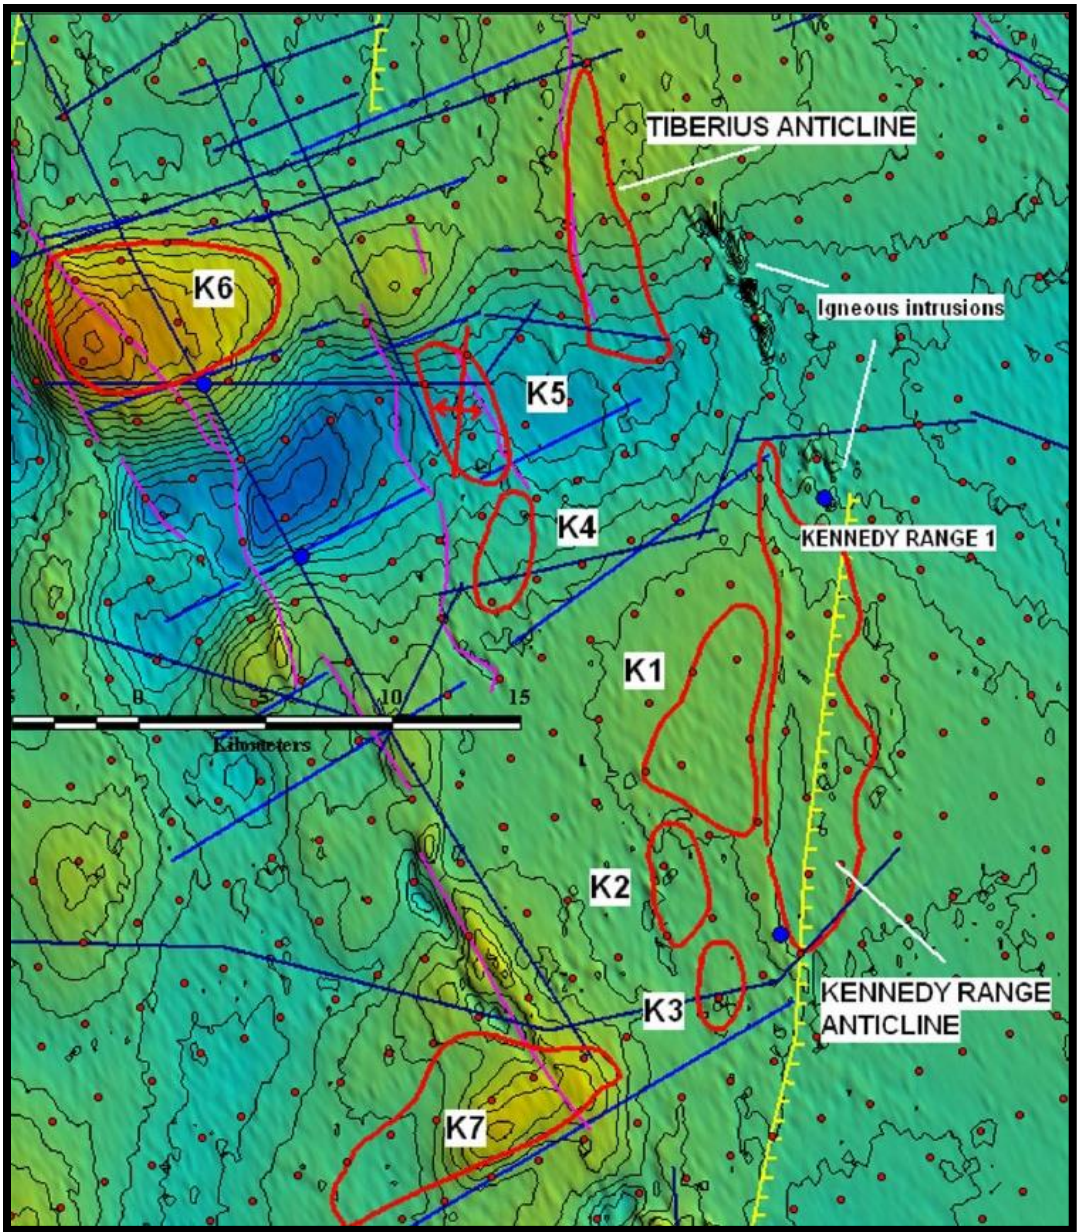 TIBERIUS ANTICLINE
K6
Igneous intrusions
K5
K4
KENNEDY RANGE 1
K1
5 0 5 10 15
Kilometers
K2
KENNEDY RANGE
ANTICLINE
K3
K7